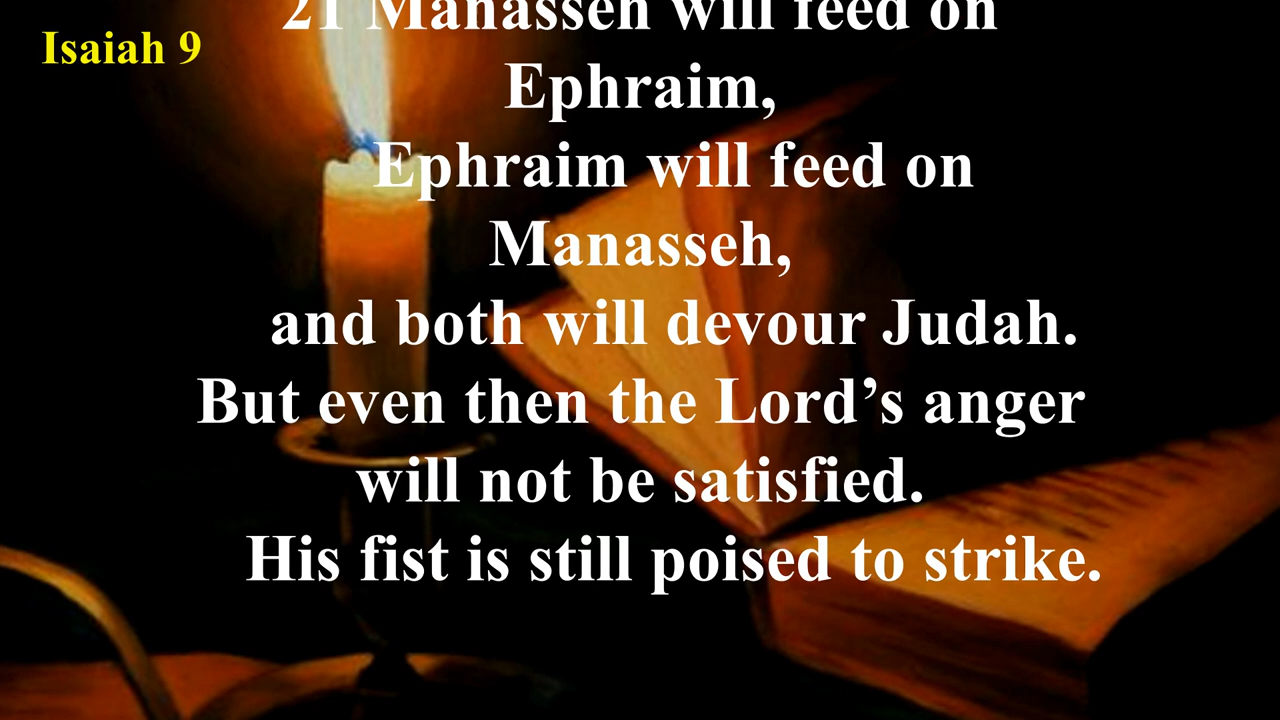 Isaiah 9
21 Manasseh will feed on
Ephraim,
Ephraim will feed on
Manasseh,
and both will devour Judah.
But even then the Lord’s anger
will not be satisfied.
His fist is still poised to strike.